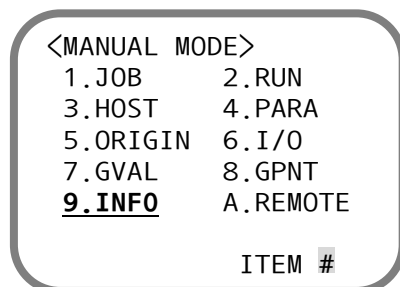 <MANUAL MODE>
1.JOB 2.RUN
3.HOST 4.PARA
5.ORIGIN 6.I/O
7.GVAL 8.GPNT
9.INFO A.REMOTE
ITEM #